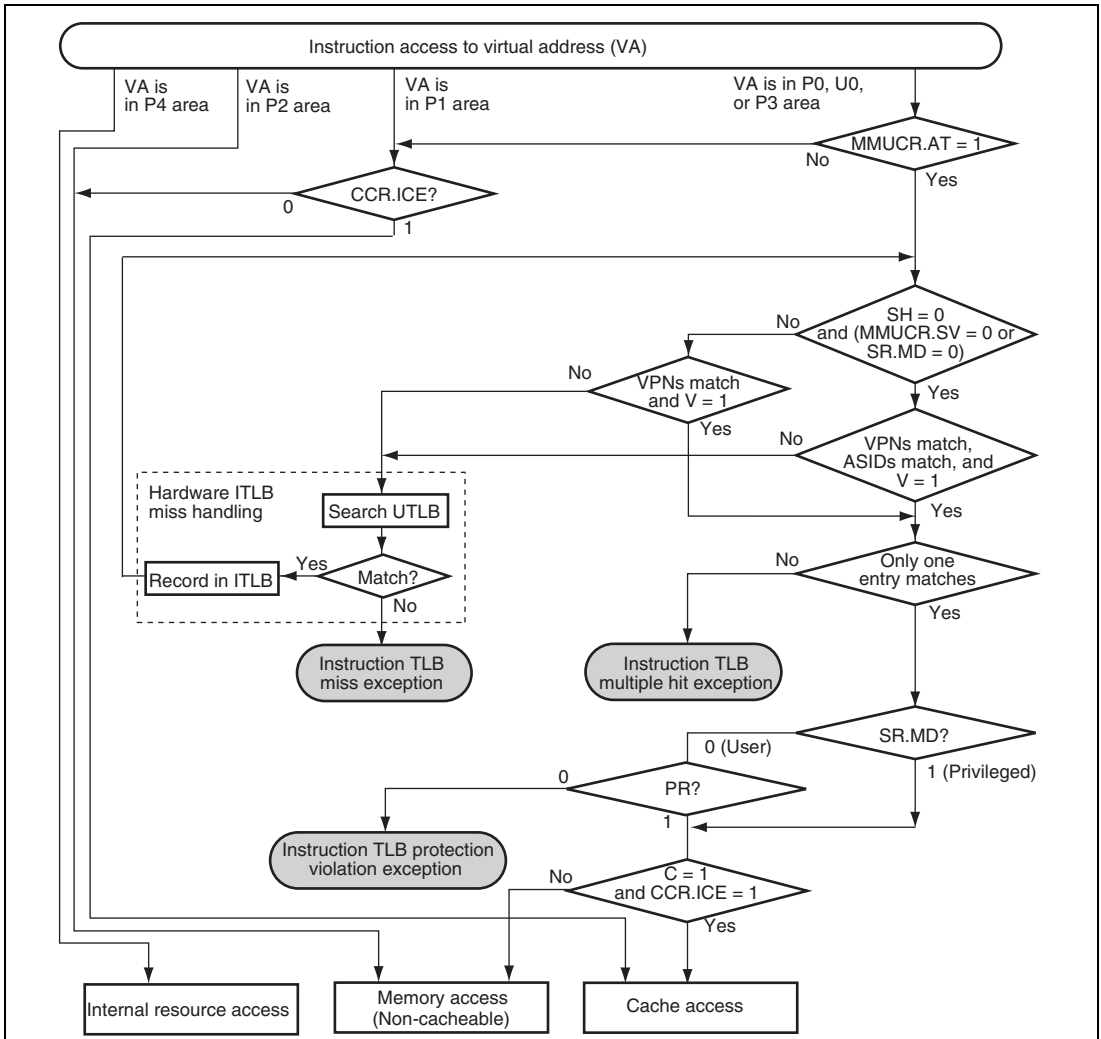 Instruction access to virtual address (VA)
VA is
in P4 area
VA is
in P2 area
VA is
in P1 area
VA is in P0, U0,
or P3 area
MMUCR.AT = 1
No
Yes
CCR.ICE?
0
1
SH = 0
and (MMUCR.SV = 0 or
SR.MD = 0)
No
Yes
VPNs match
and V = 1
No
Yes
VPNs match,
ASIDs match, and
V = 1
No
Yes
Hardware ITLB
miss handling
Search UTLB
Match?
Yes
No
Record in ITLB
Only one
entry matches
No
Yes
Instruction TLB
miss exception
Instruction TLB
multiple hit exception
SR.MD?
0 (User)
1 (Privileged)
PR?
0
1
Instruction TLB protection
violation exception
C = 1
and CCR.ICE = 1
No
Yes
Internal resource access
Memory access
(Non-cacheable)
Cache access